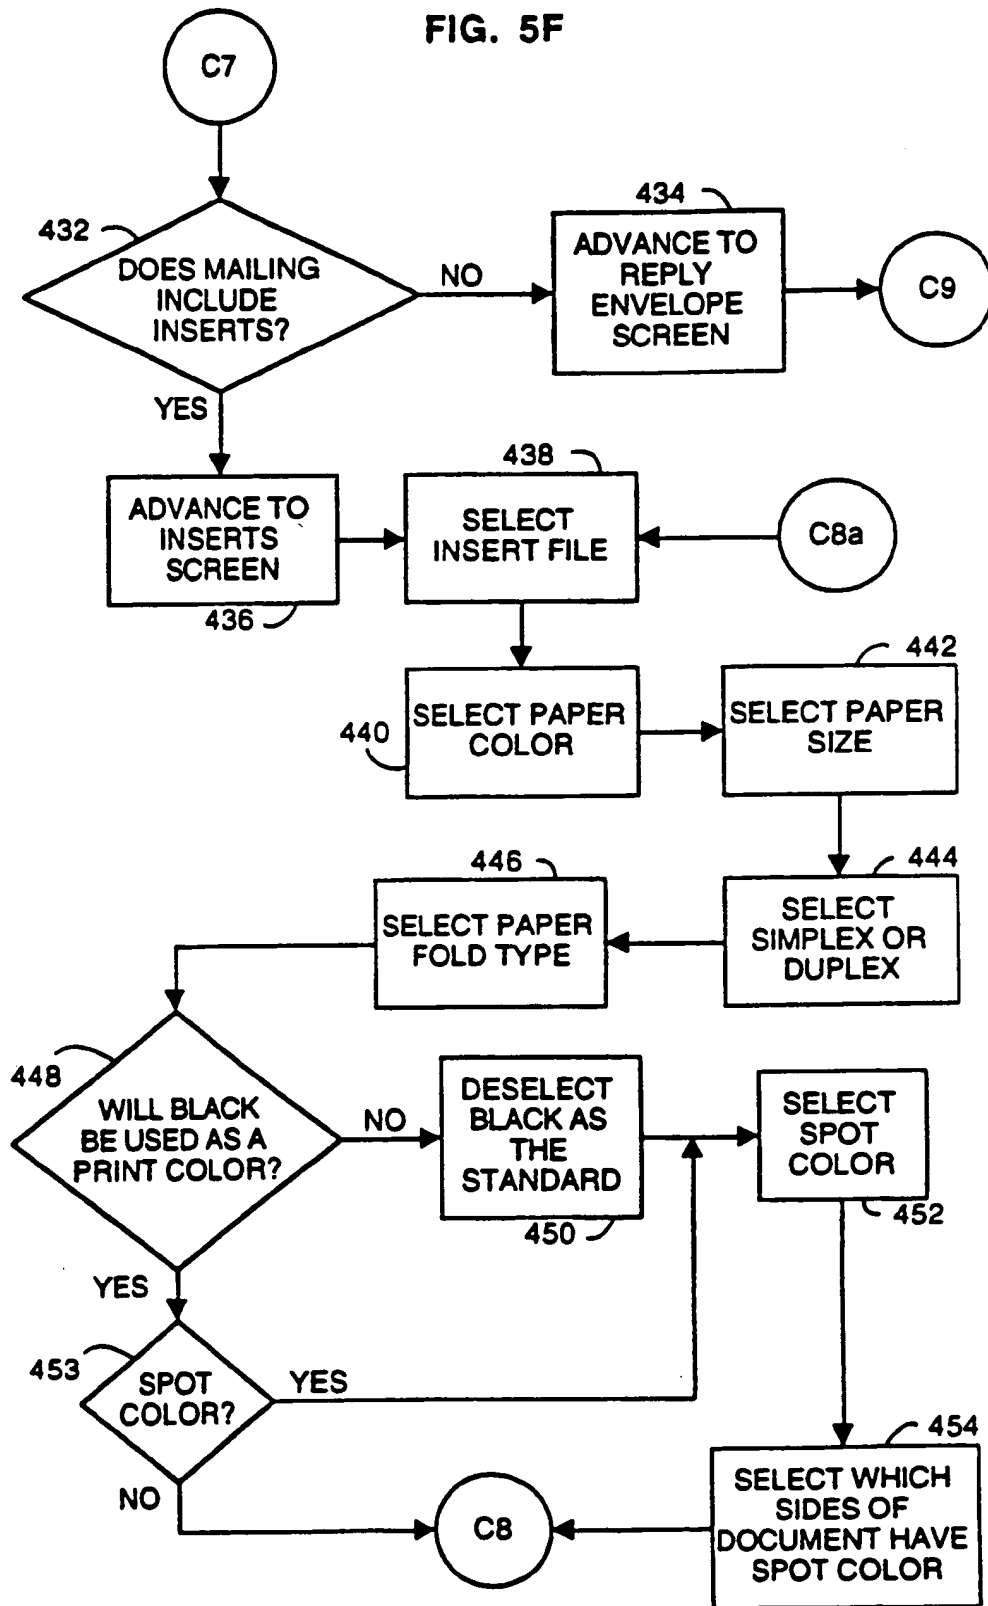 FIG. 5F
C7
432
DOES MAILING
INCLUDE
INSERTS?
NO
434
ADVANCE TO
REPLY
ENVELOPE
SCREEN
C9
YES
436
ADVANCE TO
INSERTS
SCREEN
438
SELECT
INSERT FILE
C8a
440
SELECT PAPER
COLOR
442
SELECT PAPER
SIZE
444
SELECT
SIMPLEX OR
DUPLEX
446
SELECT PAPER
FOLD TYPE
448
WILL BLACK
BE USED AS A
PRINT COLOR?
NO
DESELECT
BLACK AS
THE
STANDARD
450
SELECT
SPOT
COLOR
452
YES
453
SPOT
COLOR?
YES
NO
C8
454
SELECT WHICH
SIDES OF
DOCUMENT HAVE
SPOT COLOR